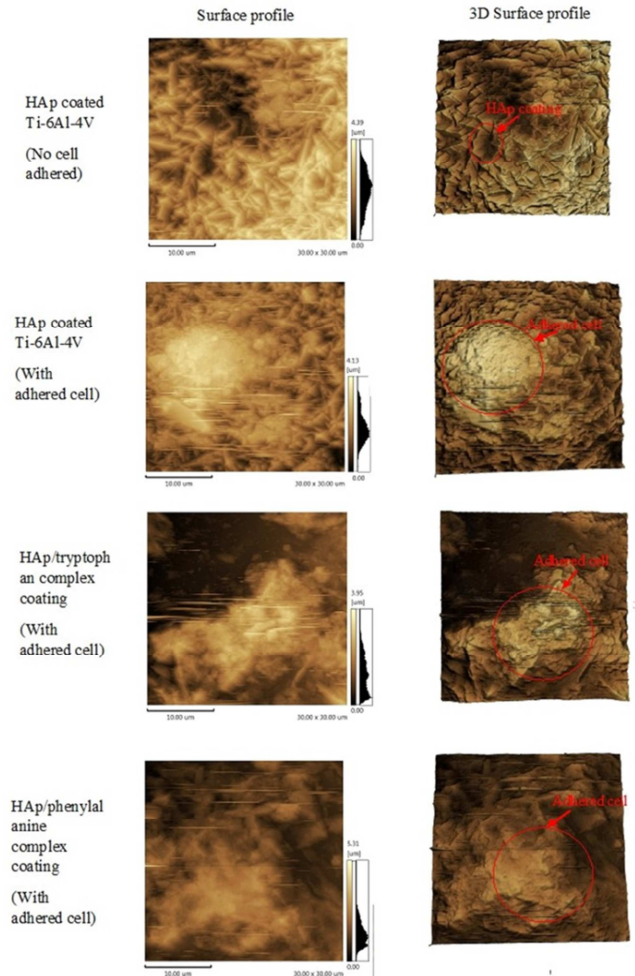 Surface profile
3D Surface profile
HAp coated
Ti-6Al-4V
(No cell
adhered)
4.39
[um]
0.00
10.00 um
30.00 x 30.00 um
HAp coating
HAp coated
Ti-6Al-4V
(With
adhered cell)
4.13
[um]
0.00
10.00 um
30.00 x 30.00 um
Adhered cell
HAp/tryptoph
an complex
coating
(With
adhered cell)
3.95
[um]
0.00
10.00 um
30.00 x 30.00 um
Adhered cell
HAp/phenylal
anine
complex
coating
(With
adhered cell)
5.31
[um]
0.00
10.00 um
30.00 x 30.00 um
Adhered cell